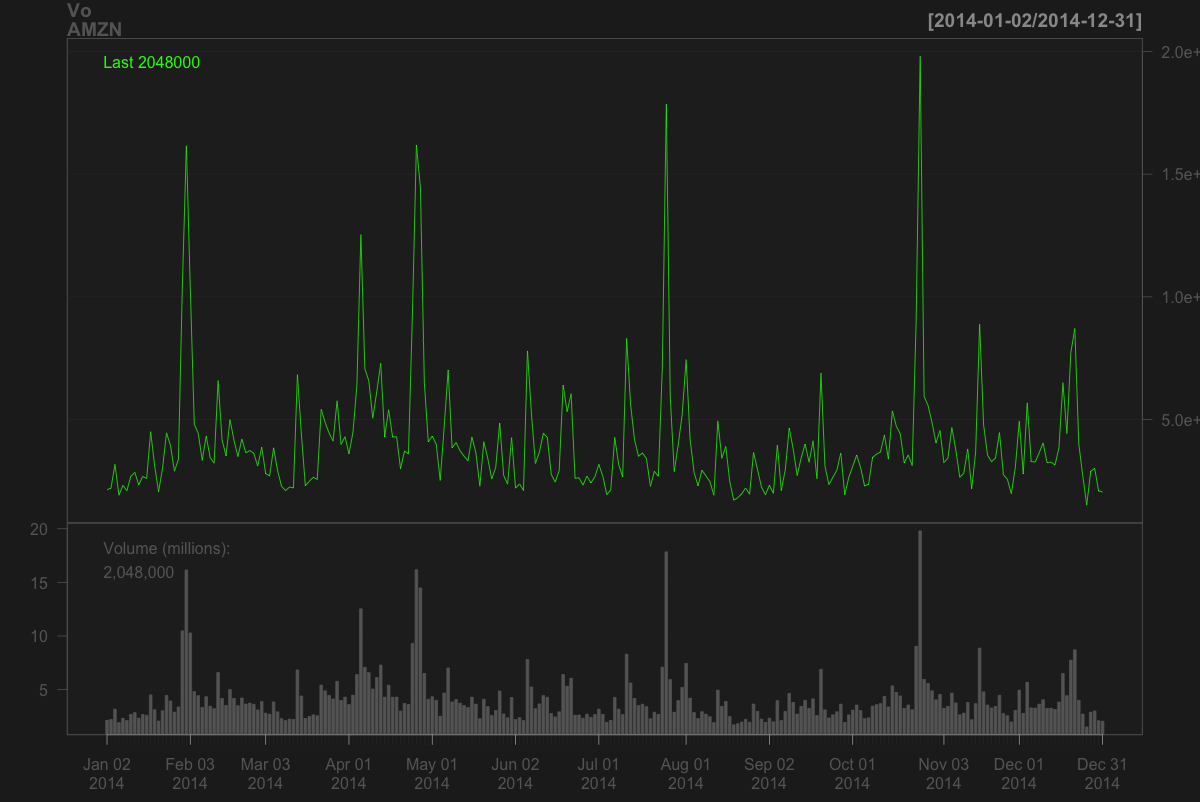 Vo
AMZN
[2014-01-02/2014-12-31]
Last 2048000
2.0e+
1.5e+
1.0e+
5.0e+
Volume (millions):
2,048,000
20
15
10
5
Jan 02 Feb 03 Mar 03 Apr 01 May 01 Jun 02 Jul 01 Aug 01 Sep 02 Oct 01 Nov 03 Dec 01 Dec 31
2014 2014 2014 2014 2014 2014 2014 2014 2014 2014 2014 2014 2014